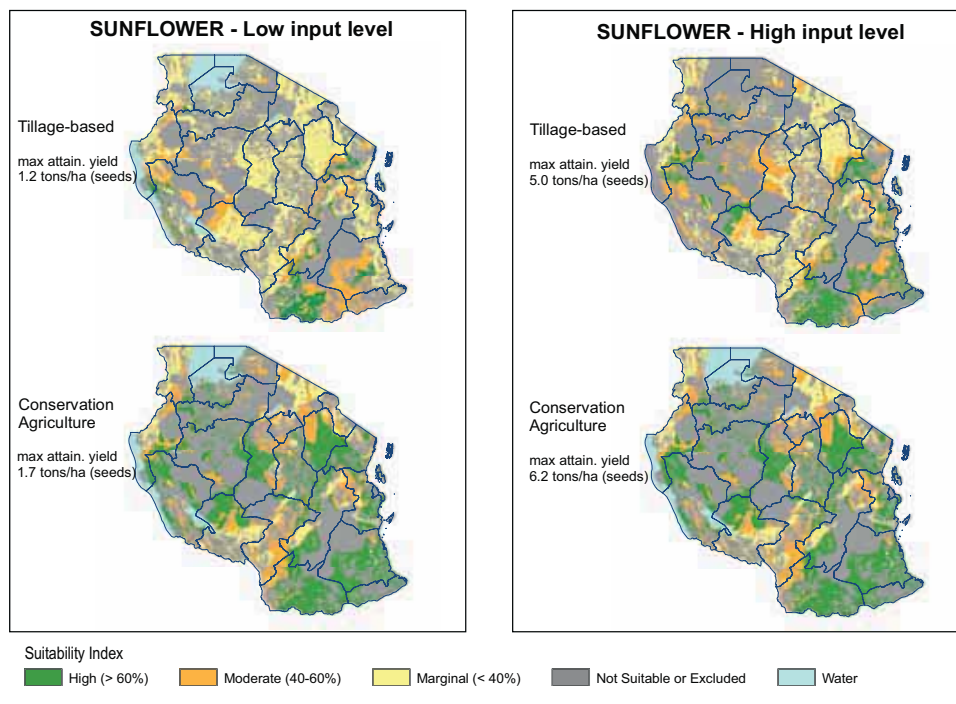 SUNFLOWER - Low input level
Tillage-based
max attain. yield
1.2 tons/ha (seeds)
Conservation
Agriculture
max attain. yield
1.7 tons/ha (seeds)
SUNFLOWER - High input level
Tillage-based
max attain. yield
5.0 tons/ha (seeds)
Conservation
Agriculture
max attain. yield
6.2 tons/ha (seeds)
Suitability Index
High (> 60%)
Moderate (40-60%)
Marginal (< 40%)
Not Suitable or Excluded
Water